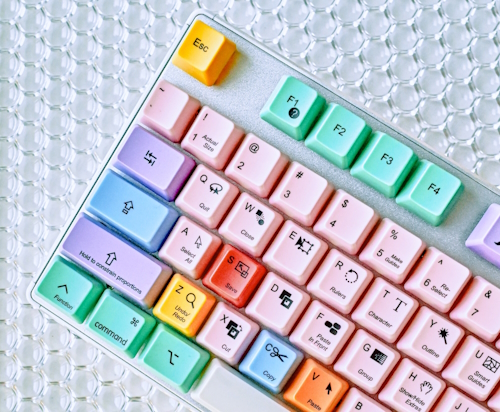 Esc
F1
F2
F3
F4
~
! 1 Actual Size
@ 2
# 3
$ 4
% 5 Make Guides
^ 6 Re-Select
& 7
Q Quit
W Close
E
R Rulers
T Character
Y Outline
U Smart Guides
A Select All
S Save
D
F Paste In Front
G Group
H Show/Hide Extras
Hold to constrain proportions
Z Undo Redo
X Cut
C Copy
V Paste
B
N
Function
command